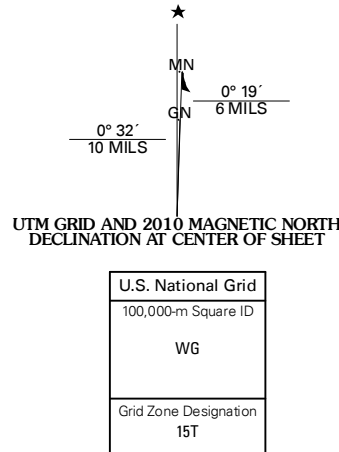 ★
MN
0° 19´
6 MILS
GN
0° 32´
10 MILS
UTM GRID AND 2010 MAGNETIC NORTH
DECLINATION AT CENTER OF SHEET
U.S. National Grid
100,000-m Square ID
WG
Grid Zone Designation
15T